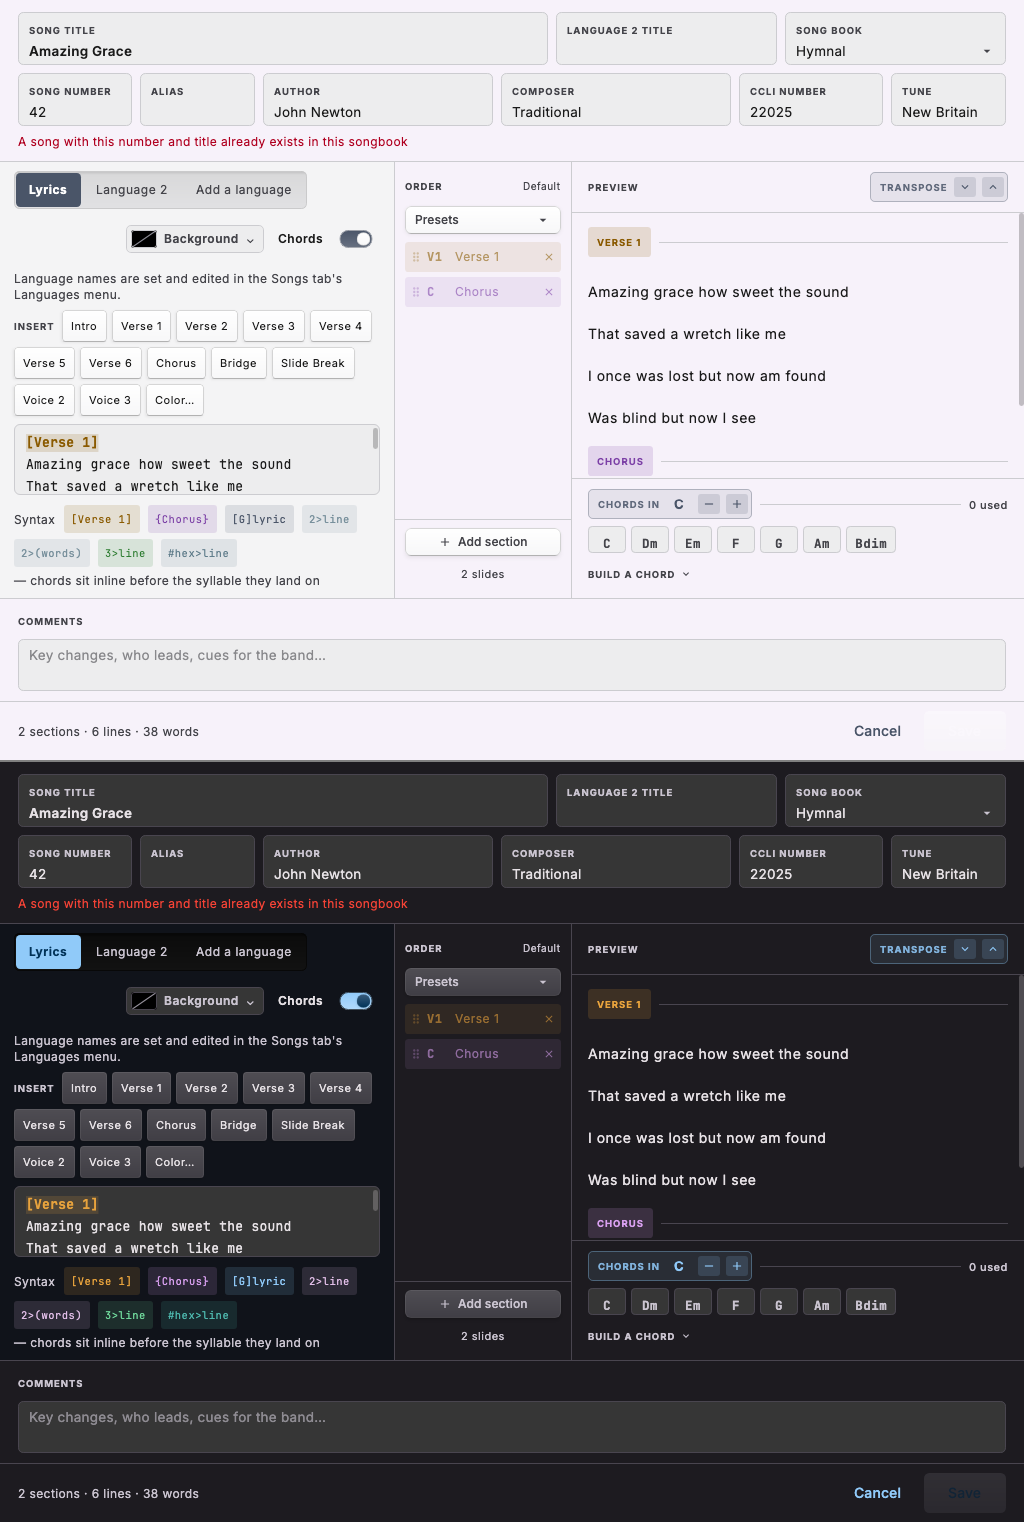 SONG TITLE
Amazing Grace
LANGUAGE 2 TITLE
SONG BOOK
Hymnal
SONG NUMBER
42
ALIAS
AUTHOR
John Newton
COMPOSER
Traditional
CCLI NUMBER
22025
TUNE
New Britain
A song with this number and title already exists in this songbook
Lyrics
Language 2
Add a language
Background
Chords
Language names are set and edited in the Songs tab's
Languages menu.
INSERT
Intro
Verse 1
Verse 2
Verse 3
Verse 4
Verse 5
Verse 6
Chorus
Bridge
Slide Break
Voice 2
Voice 3
Color...
[Verse 1]
Amazing grace how sweet the sound
That saved a wretch like me
Syntax
[Verse 1]
{Chorus}
[G]lyric
2>line
2>(words)
3>line
#hex>line
— chords sit inline before the syllable they land on
ORDER
Default
Presets
V1 Verse 1 ×
C Chorus ×
+ Add section
2 slides
PREVIEW
TRANSPOSE
VERSE 1
Amazing grace how sweet the sound
That saved a wretch like me
I once was lost but now am found
Was blind but now I see
CHORUS
CHORDS IN C − +
0 used
C
Dm
Em
F
G
Am
Bdim
BUILD A CHORD
COMMENTS
Key changes, who leads, cues for the band...
2 sections · 6 lines · 38 words
Cancel
SONG TITLE
Amazing Grace
LANGUAGE 2 TITLE
SONG BOOK
Hymnal
SONG NUMBER
42
ALIAS
AUTHOR
John Newton
COMPOSER
Traditional
CCLI NUMBER
22025
TUNE
New Britain
A song with this number and title already exists in this songbook
Lyrics
Language 2
Add a language
Background
Chords
Language names are set and edited in the Songs tab's
Languages menu.
INSERT
Intro
Verse 1
Verse 2
Verse 3
Verse 4
Verse 5
Verse 6
Chorus
Bridge
Slide Break
Voice 2
Voice 3
Color...
[Verse 1]
Amazing grace how sweet the sound
That saved a wretch like me
Syntax
[Verse 1]
{Chorus}
[G]lyric
2>line
2>(words)
3>line
#hex>line
— chords sit inline before the syllable they land on
ORDER
Default
Presets
V1 Verse 1 ×
C Chorus ×
+ Add section
2 slides
PREVIEW
TRANSPOSE
VERSE 1
Amazing grace how sweet the sound
That saved a wretch like me
I once was lost but now am found
Was blind but now I see
CHORUS
CHORDS IN C − +
0 used
C
Dm
Em
F
G
Am
Bdim
BUILD A CHORD
COMMENTS
Key changes, who leads, cues for the band...
2 sections · 6 lines · 38 words
Cancel
Save